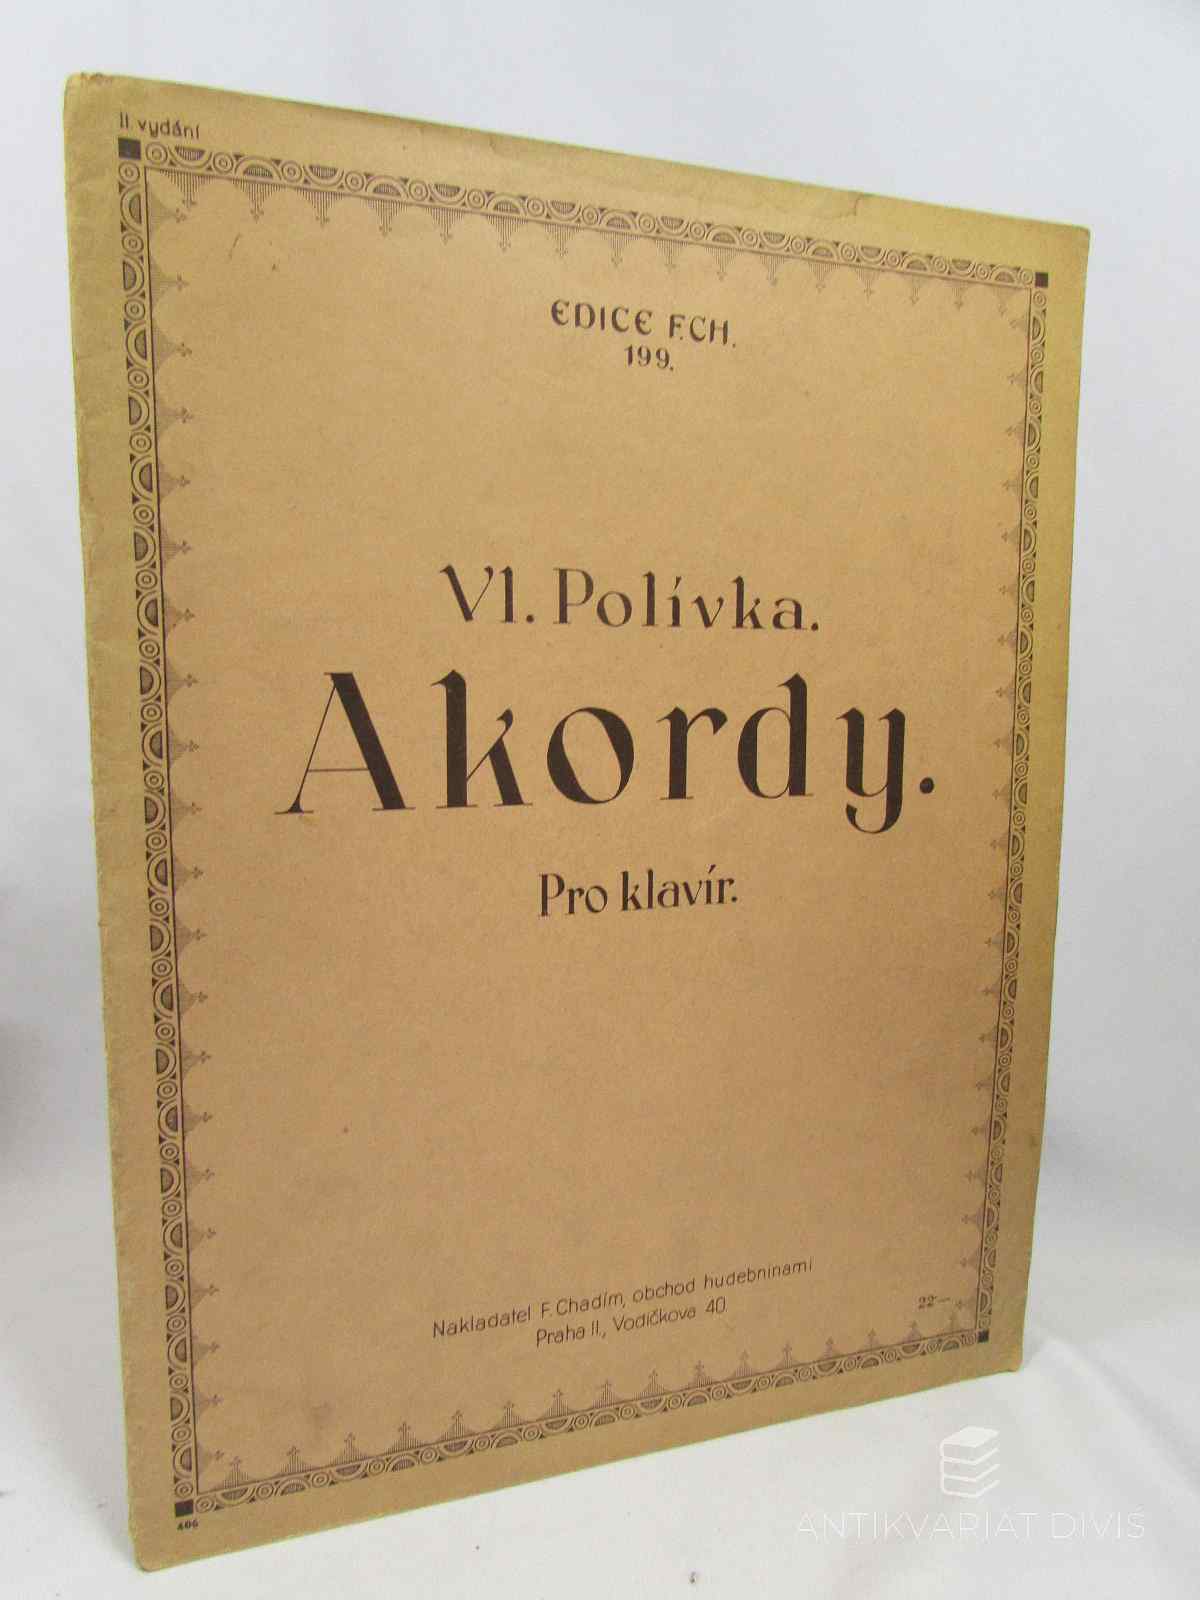 II. vydání
EDICE F.CH.
199.
Vl. Polívka.
Akordy.
Pro klavír.
Nakladatel F. Chadím, obchod hudebninami
Praha II., Vodičkova 40.
22·—
406
ANTIKVARIAT DIVIŠ